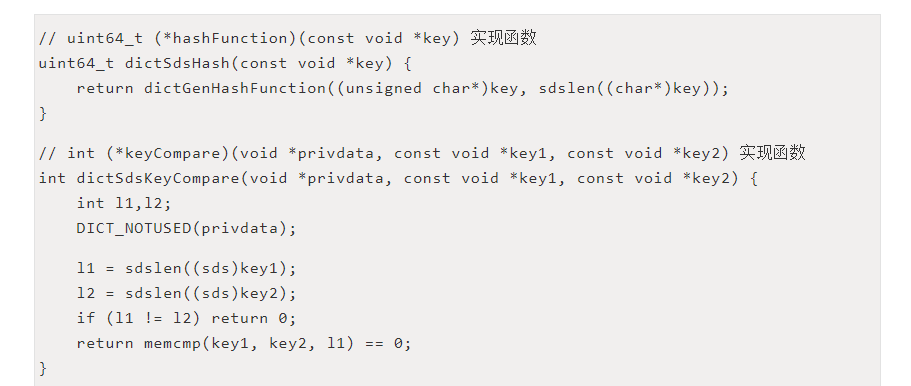 // uint64_t (*hashFunction)(const void *key) 实现函数
uint64_t dictSdsHash(const void *key) {
    return dictGenHashFunction((unsigned char*)key, sdslen((char*)key));
}
// int (*keyCompare)(void *privdata, const void *key1, const void *key2) 实现函数
int dictSdsKeyCompare(void *privdata, const void *key1, const void *key2) {
    int l1,l2;
    DICT_NOTUSED(privdata);
    l1 = sdslen((sds)key1);
    l2 = sdslen((sds)key2);
    if (l1 != l2) return 0;
    return memcmp(key1, key2, l1) == 0;
}